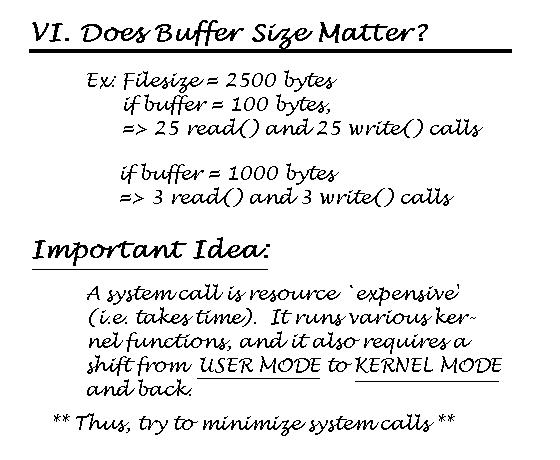 VI. Does Buffer Size Matter?
Ex: Filesize = 2500 bytes
if buffer = 100 bytes,
=> 25 read() and 25 write() calls
if buffer = 1000 bytes
=> 3 read() and 3 write() calls
Important Idea:
A system call is resource `expensive'
(i.e. takes time). It runs various ker-
nel functions, and it also requires a
shift from USER MODE to KERNEL MODE
and back.
** Thus, try to minimize system calls **